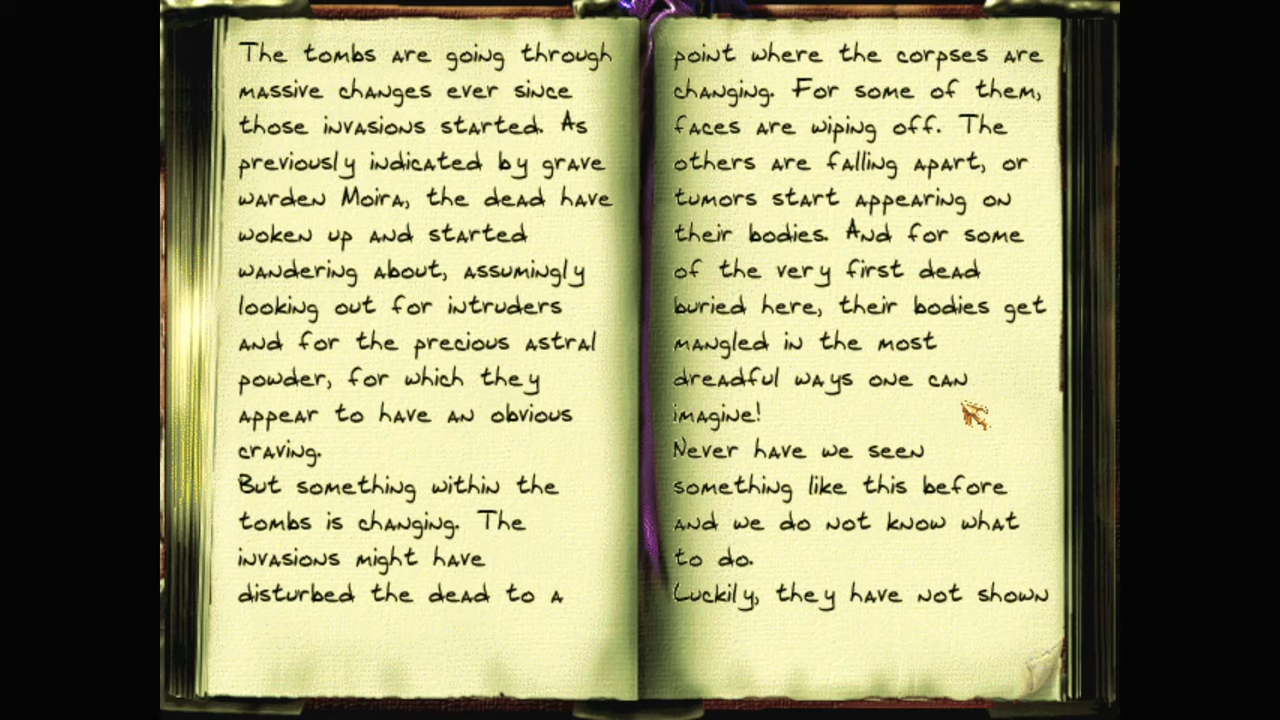 The tombs are going through
massive changes ever since
those invasions started. As
previously indicated by grave
warden Moira, the dead have
woken up and started
wandering about, assumingly
looking out for intruders
and for the precious astral
powder, for which they
appear to have an obvious
craving.
But something within the
tombs is changing. The
invasions might have
disturbed the dead to a
point where the corpses are
changing. For some of them,
faces are wiping off. The
others are falling apart, or
tumors start appearing on
their bodies. And for some
of the very first dead
buried here, their bodies get
mangled in the most
dreadful ways one can
imagine!
Never have we seen
something like this before
and we do not know what
to do.
Luckily, they have not shown